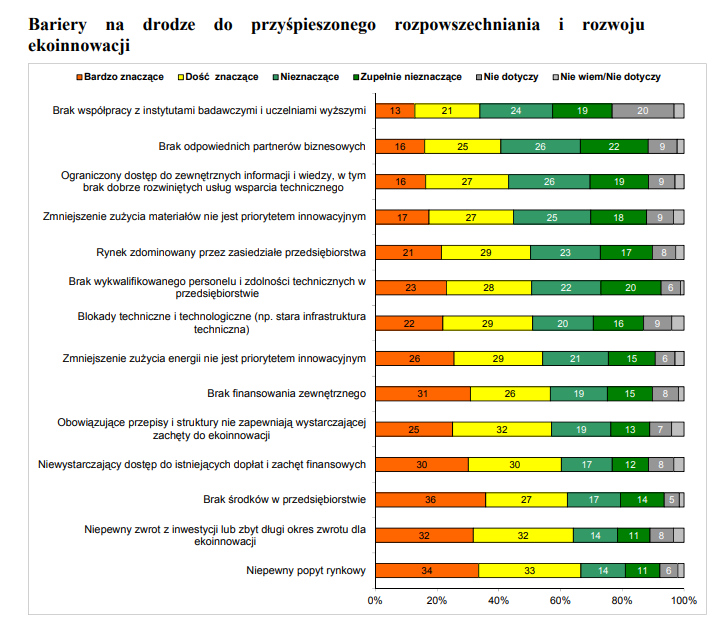 Bariery na drodze do przyśpieszonego rozpowszechniania i rozwoju
ekoinnowacji
Bardzo znaczące Dość znaczące Nieznaczące Zupełnie nieznaczące Nie dotyczy Nie wiem/Nie dotyczy
Brak współpracy z instytutami badawczymi i uczelniami wyższymi 13 21 24 19 20
Brak odpowiednich partnerów biznesowych 16 25 26 22 9
Ograniczony dostęp do zewnętrznych informacji i wiedzy, w tym
brak dobrze rozwiniętych usług wsparcia technicznego 16 27 26 19 9
Zmniejszenie zużycia materiałów nie jest priorytetem innowacyjnym 17 27 25 18 9
Rynek zdominowany przez zasiedziałe przedsiębiorstwa 21 29 23 17 8
Brak wykwalifikowanego personelu i zdolności technicznych w
przedsiębiorstwie 23 28 22 20 6
Blokady techniczne i technologiczne (np. stara infrastruktura
techniczna) 22 29 20 16 9
Zmniejszenie zużycia energii nie jest priorytetem innowacyjnym 26 29 21 15 6
Brak finansowania zewnętrznego 31 26 19 15 8
Obowiązujące przepisy i struktury nie zapewniają wystarczającej
zachęty do ekoinnowacji 25 32 19 13 7
Niewystarczający dostęp do istniejących dopłat i zachęt finansowych 30 30 17 12 8
Brak środków w przedsiębiorstwie 36 27 17 14 5
Niepewny zwrot z inwestycji lub zbyt długi okres zwrotu dla
ekoinnowacji 32 32 14 11 8
Niepewny popyt rynkowy 34 33 14 11 6
0% 20% 40% 60% 80% 100%